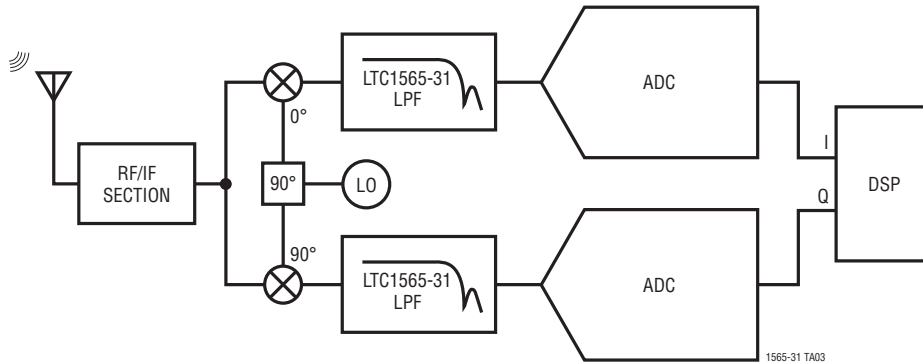 LTC1565-31
LPF
ADC
0°
I
RF/IF
SECTION
90°
LO
DSP
Q
90°
LTC1565-31
LPF
ADC
1565-31 TA03